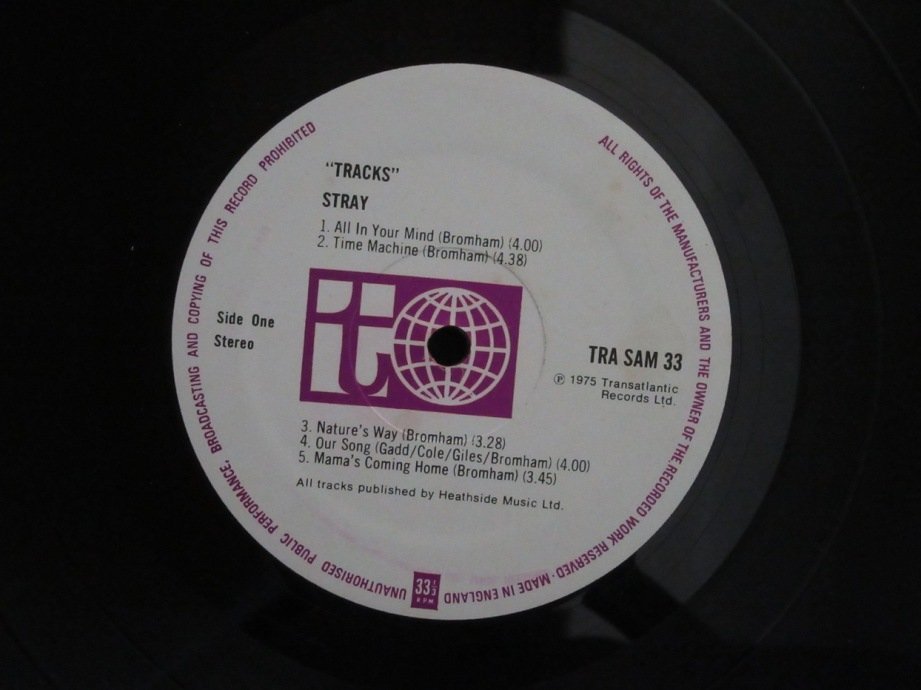 "TRACKS"
STRAY
1. All In Your Mind (Bromham) (4.00)
2. Time Machine (Bromham) (4.38)
it
Side One
Stereo
TRA SAM 33
℗ 1975 Transatlantic
Records Ltd.
3. Nature's Way (Bromham) (3.28)
4. Our Song (Gadd/Cole/Giles/Bromham) (4.00)
5. Mama's Coming Home (Bromham) (3.45)
All tracks published by Heathside Music Ltd.
ALL RIGHTS OF THE MANUFACTURERS AND THE OWNER OF THE RECORDED WORK RESERVED · MADE IN ENGLAND
33 1/3
RPM
UNAUTHORISED PUBLIC PERFORMANCE, BROADCASTING AND COPYING OF THIS RECORD PROHIBITED